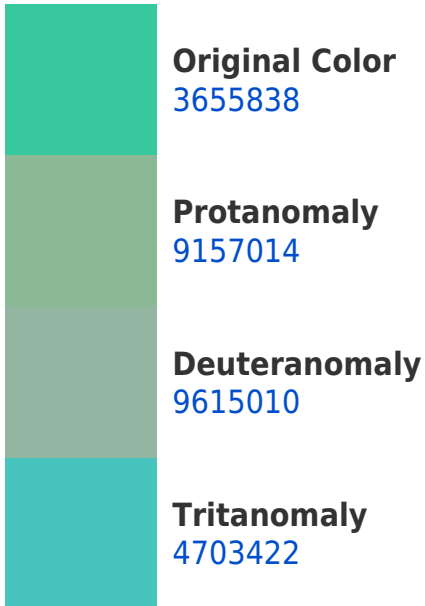 Original Color
3655838
Protanomaly
9157014
Deuteranomaly
9615010
Tritanomaly
4703422